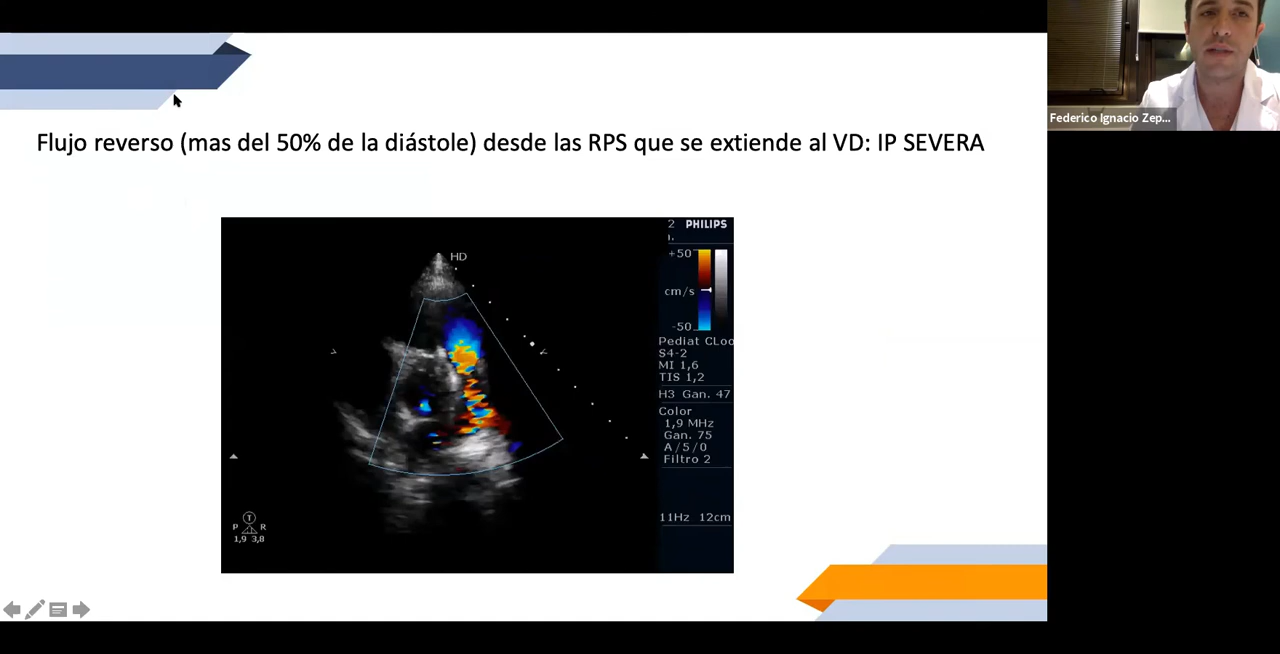 Federico Ignacio Zep...
Flujo reverso (mas del 50% de la diástole) desde las RPS que se extiende al VD: IP SEVERA
PHILIPS
HD
+50
cm/s
-50
Pediat CLoo
S4-2
MI 1,6
TIS 1,2
H3 Gan. 47
Color
1,9 MHz
Gan. 75
A/5/0
Filtro 2
11Hz 12cm
T
P R
1,9 3,8